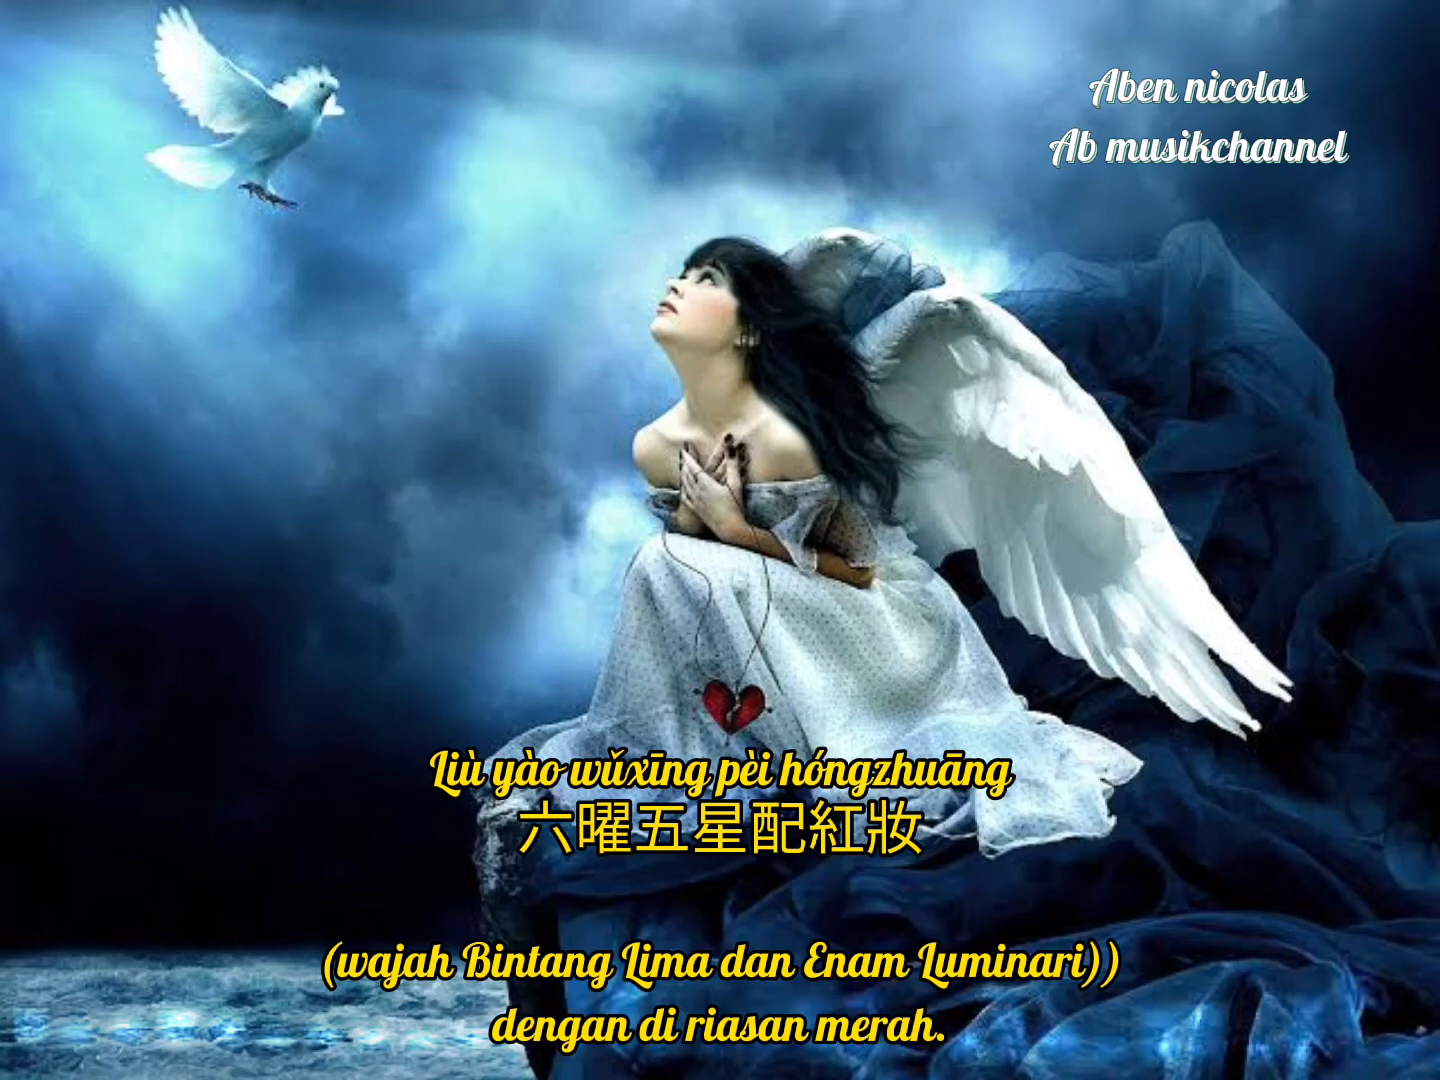 Aben nicolas
Ab musikchannel
Liù yào wǔxīng pèi hóngzhuāng
六曜五星配紅妝
(wajah Bintang Lima dan Enam Luminari))
dengan di riasan merah.